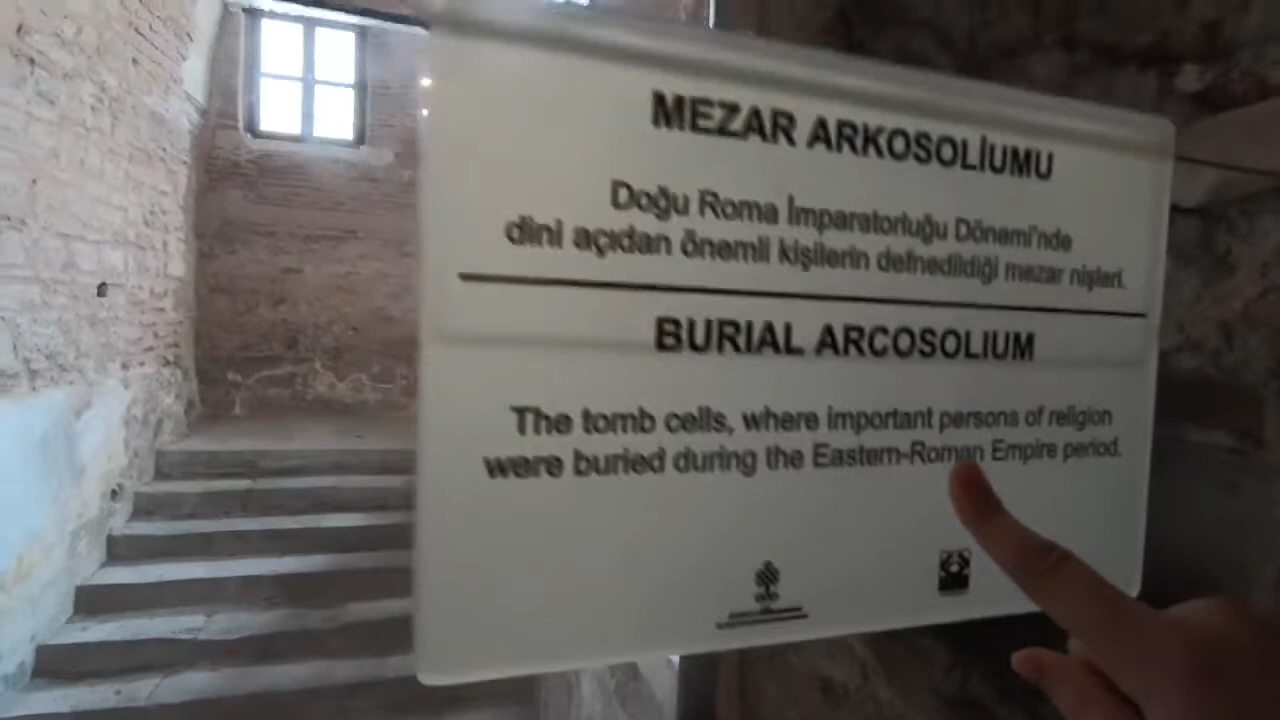 MEZAR ARKOSOLİUMU
Doğu Roma İmparatorluğu Dönemi'nde
dini açıdan önemli kişilerin defnedildiği mezar nişleri.
BURIAL ARCOSOLIUM
The tomb cells, where important persons of religion
were buried during the Eastern-Roman Empire period.